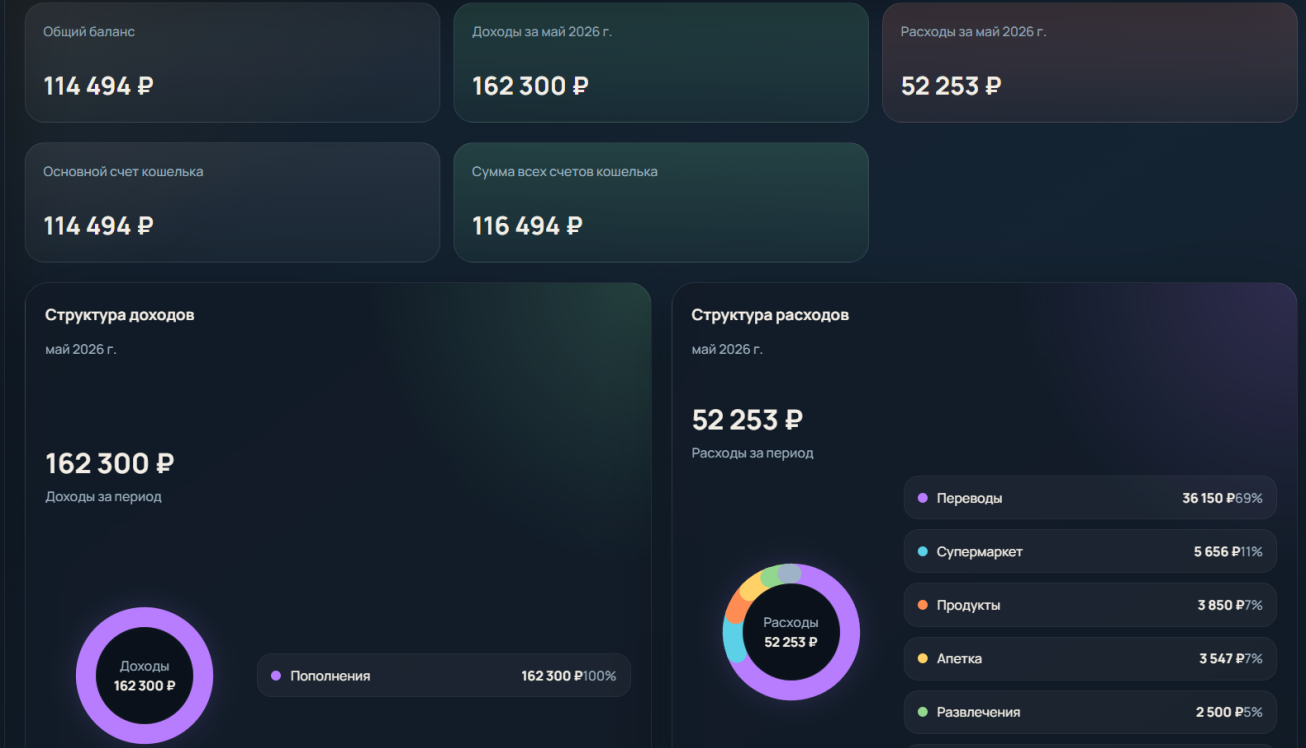 Общий баланс
114 494 ₽
Доходы за май 2026 г.
162 300 ₽
Расходы за май 2026 г.
52 253 ₽
Основной счет кошелька
114 494 ₽
Сумма всех счетов кошелька
116 494 ₽
Структура доходов
май 2026 г.
162 300 ₽
Доходы за период
Доходы
162 300 ₽
Пополнения 162 300 ₽100%
Структура расходов
май 2026 г.
52 253 ₽
Расходы за период
Расходы
52 253 ₽
Переводы 36 150 ₽69%
Супермаркет 5 656 ₽11%
Продукты 3 850 ₽7%
Апетка 3 547 ₽7%
Развлечения 2 500 ₽5%